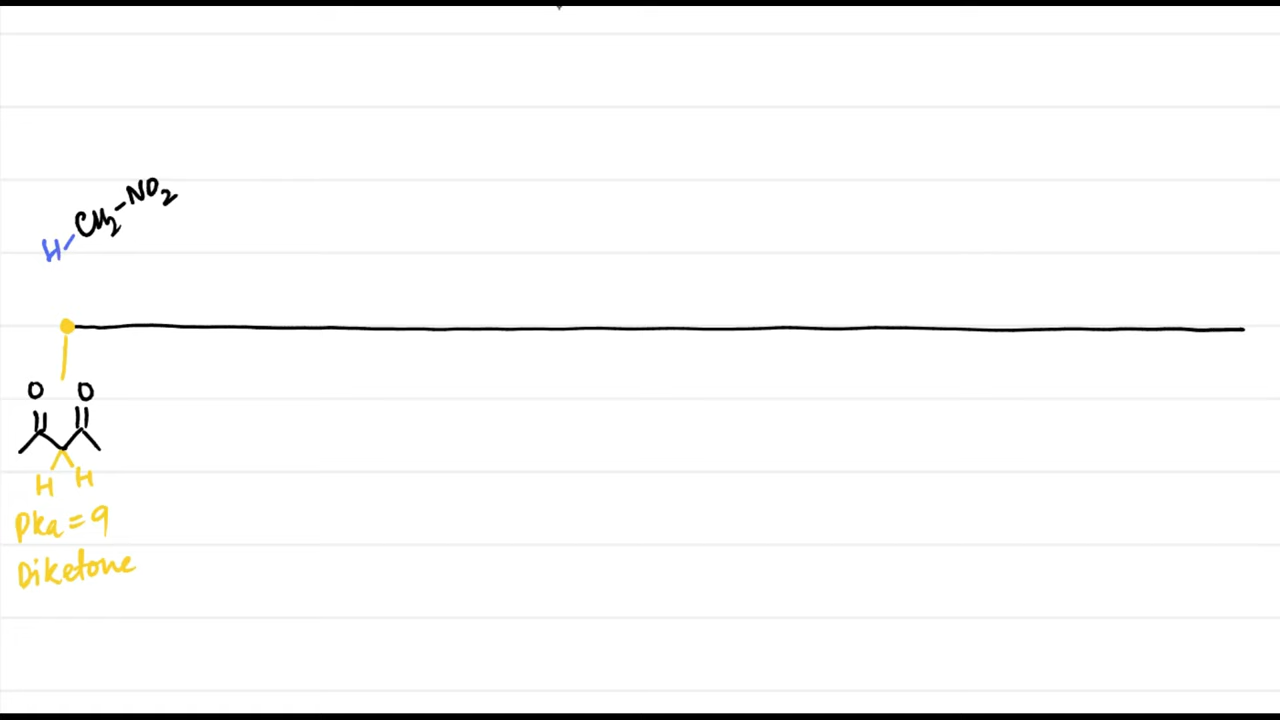 H-CH2-NO2
O O
H H
Pka = 9
Diketone